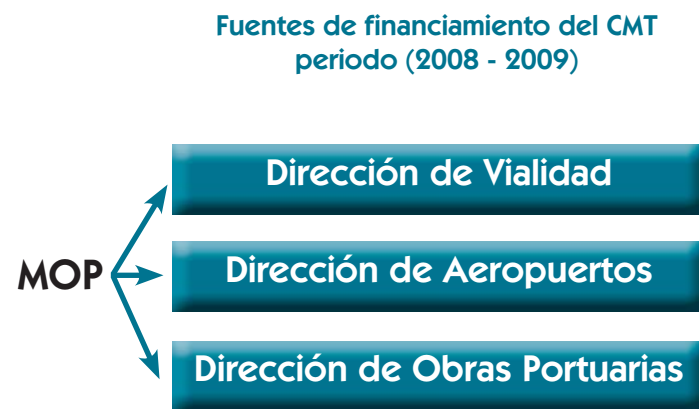 Fuentes de financiamiento del CMT
periodo (2008 - 2009)
Dirección de Vialidad
MOP
Dirección de Aeropuertos
Dirección de Obras Portuarias